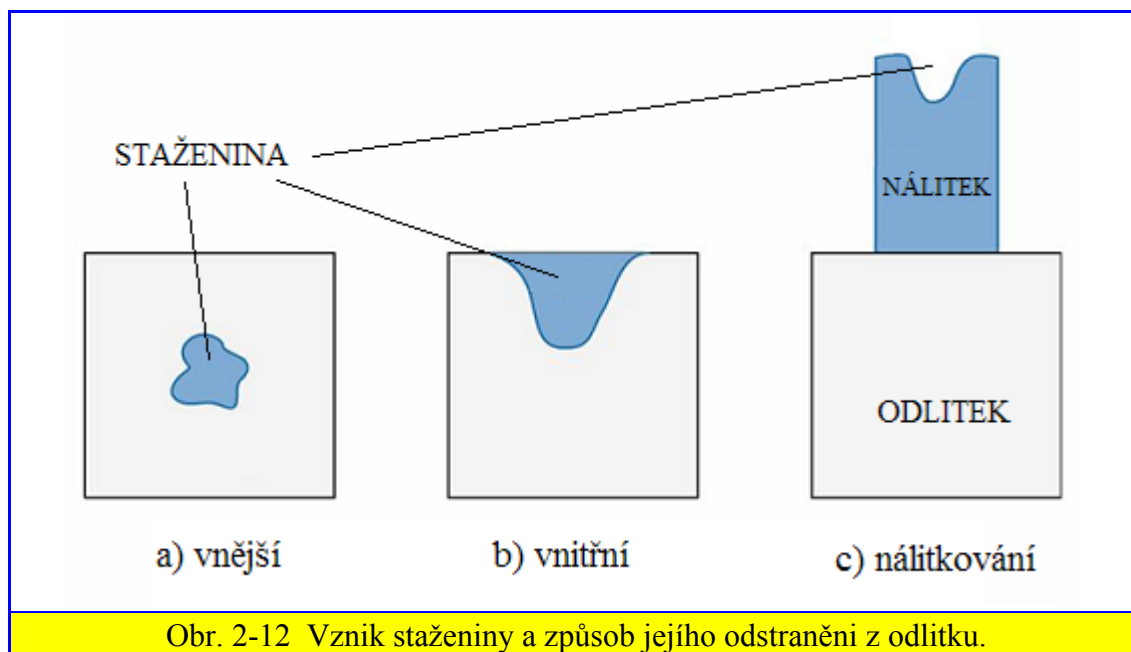 STAŽENINA
NÁLITEK
ODLITEK
a) vnější
b) vnitřní
c) nálitkování
Obr. 2-12 Vznik staženiny a způsob jejího odstraněni z odlitku.